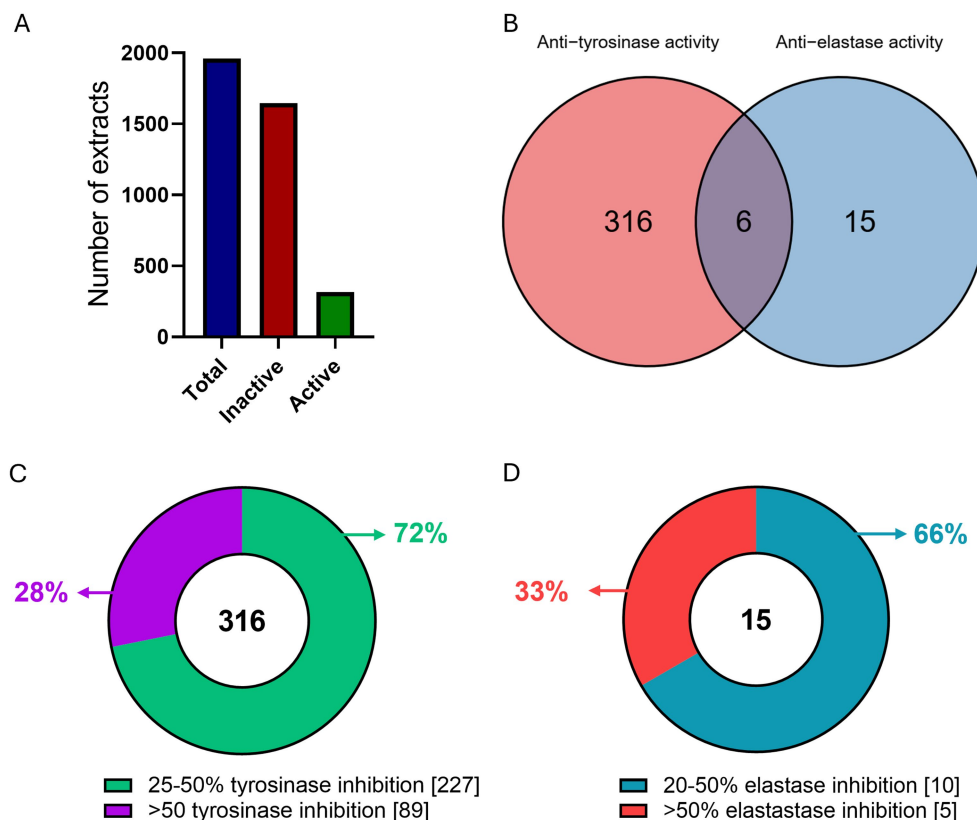 A
2000
1500
1000
500
0
Number of extracts
Total
Inactive
Active
B
Anti-tyrosinase activity
Anti-elastase activity
316
6
15
C
72%
28%
316
25-50% tyrosinase inhibition [227]
>50 tyrosinase inhibition [89]
D
66%
33%
15
20-50% elastase inhibition [10]
>50% elastastase inhibition [5]